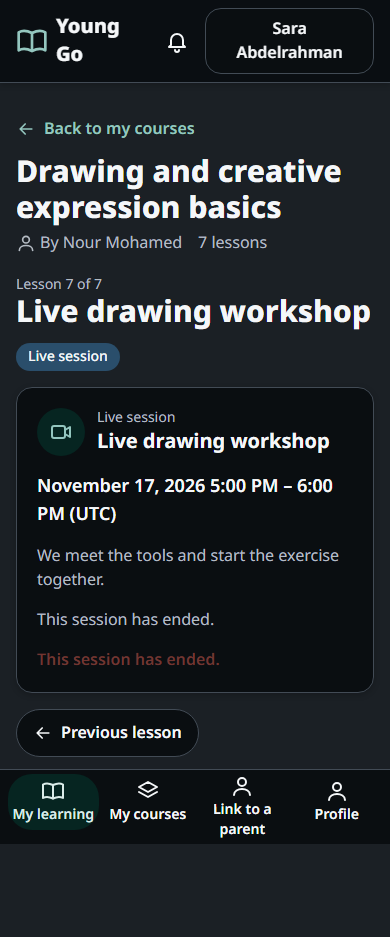 Young
Go
Sara
Abdelrahman
Back to my courses
Drawing and creative
expression basics
By Nour Mohamed 7 lessons
Lesson 7 of 7
Live drawing workshop
Live session
Live session
Live drawing workshop
November 17, 2026 5:00 PM – 6:00
PM (UTC)
We meet the tools and start the exercise
together.
This session has ended.
This session has ended.
Previous lesson
My learning
My courses
Link to a
parent
Profile